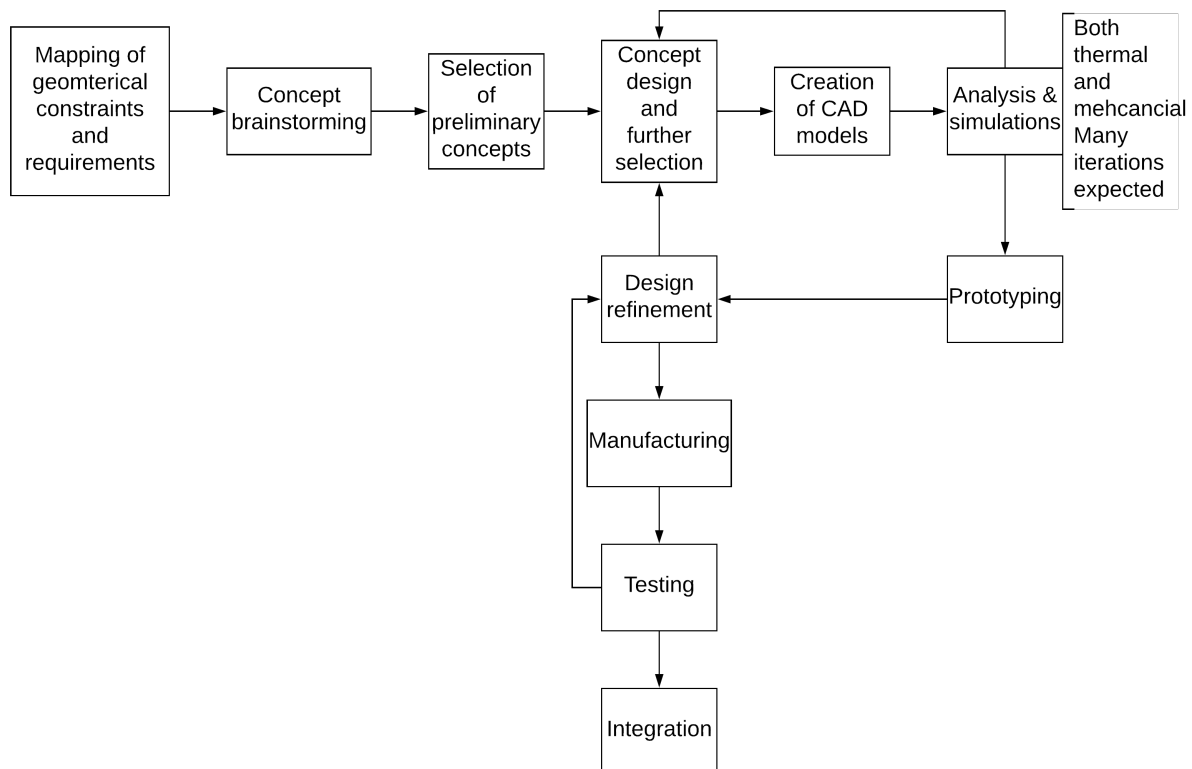 Mapping of
geomterical
constraints
and
requirements
Concept
brainstorming
Selection
of
preliminary
concepts
Concept
design
and
further
selection
Creation
of CAD
models
Analysis &
simulations
Both
thermal
and
mehcancial
Many
iterations
expected
Design
refinement
Prototyping
Manufacturing
Testing
Integration